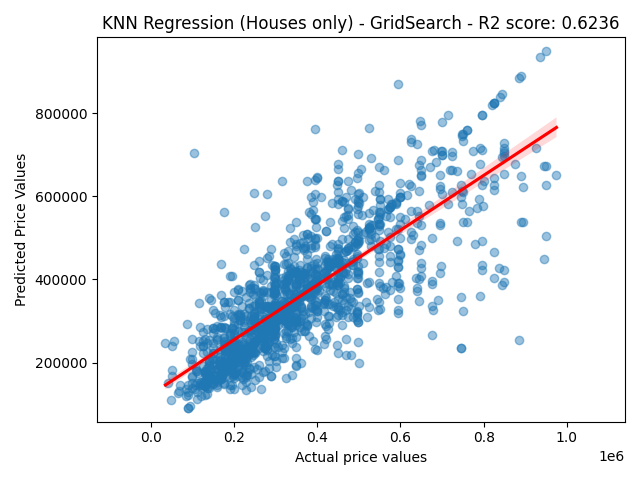 KNN Regression (Houses only) - GridSearch - R2 score: 0.6236
Predicted Price Values
800000
600000
400000
200000
0.0 0.2 0.4 0.6 0.8 1.0
1e6
Actual price values